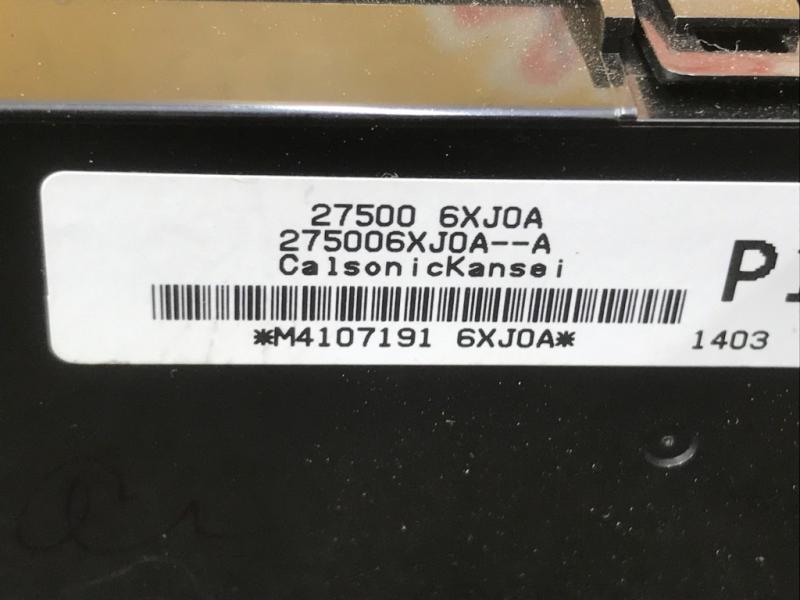 27500 6XJ0A
275006XJ0A--A
CalsonicKansei
*M4107191 6XJ0A*
1403